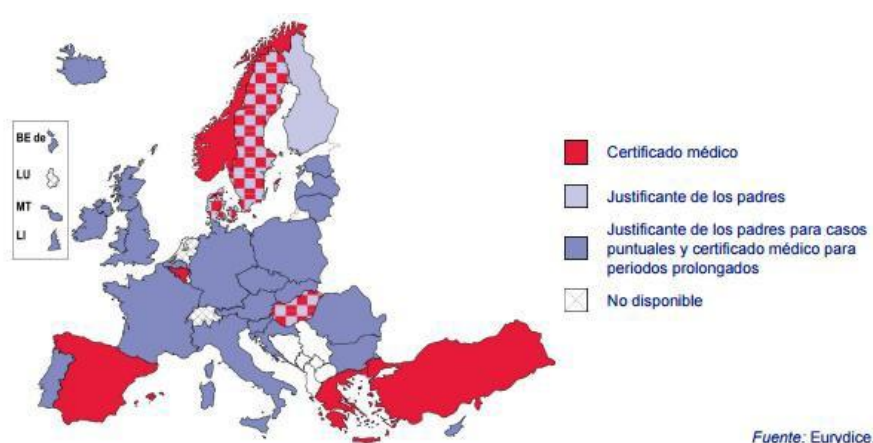 BE de
LU
MT
LI
Certificado médico
Justificante de los padres
Justificante de los padres para casos
puntuales y certificado médico para
periodos prolongados
No disponible
Fuente: Eurydice